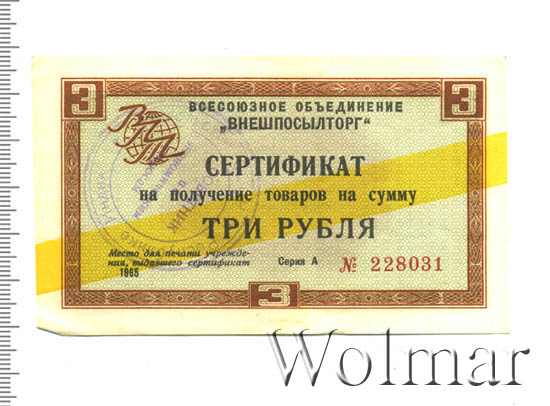 3
3
ВПТ
ВСЕСОЮЗНОЕ ОБЪЕДИНЕНИЕ
„ВНЕШПОСЫЛТОРГ"
СЕРТИФИКАТ
на получение товаров на сумму
ТРИ РУБЛЯ
Место для печати учрежде-
ния, выдавшего сертификат
1965
Серия А № 228031
3
Wolmar